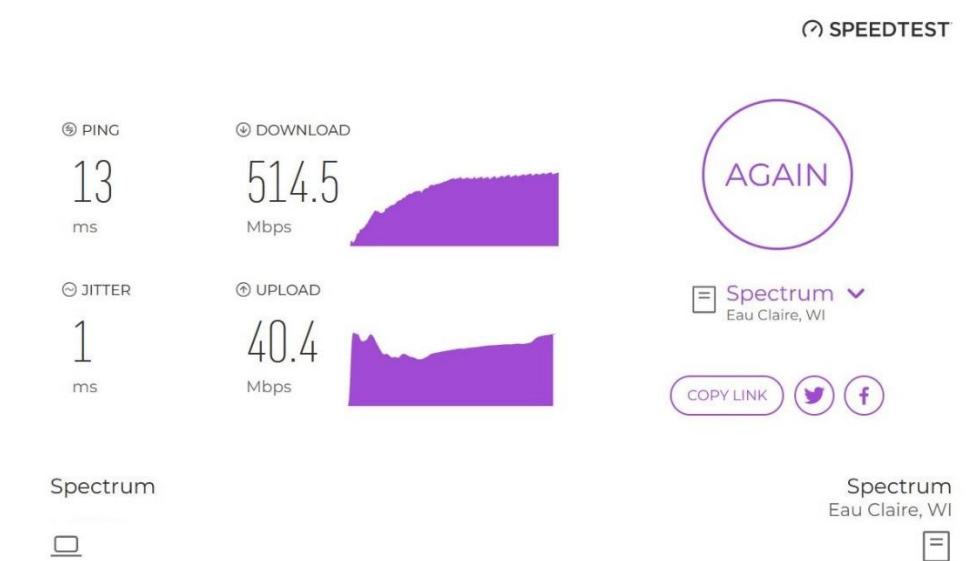 SPEEDTEST
PING
13
ms
DOWNLOAD
514.5
Mbps
AGAIN
JITTER
1
ms
UPLOAD
40.4
Mbps
Spectrum
Eau Claire, WI
COPY LINK
Spectrum
Spectrum
Eau Claire, WI